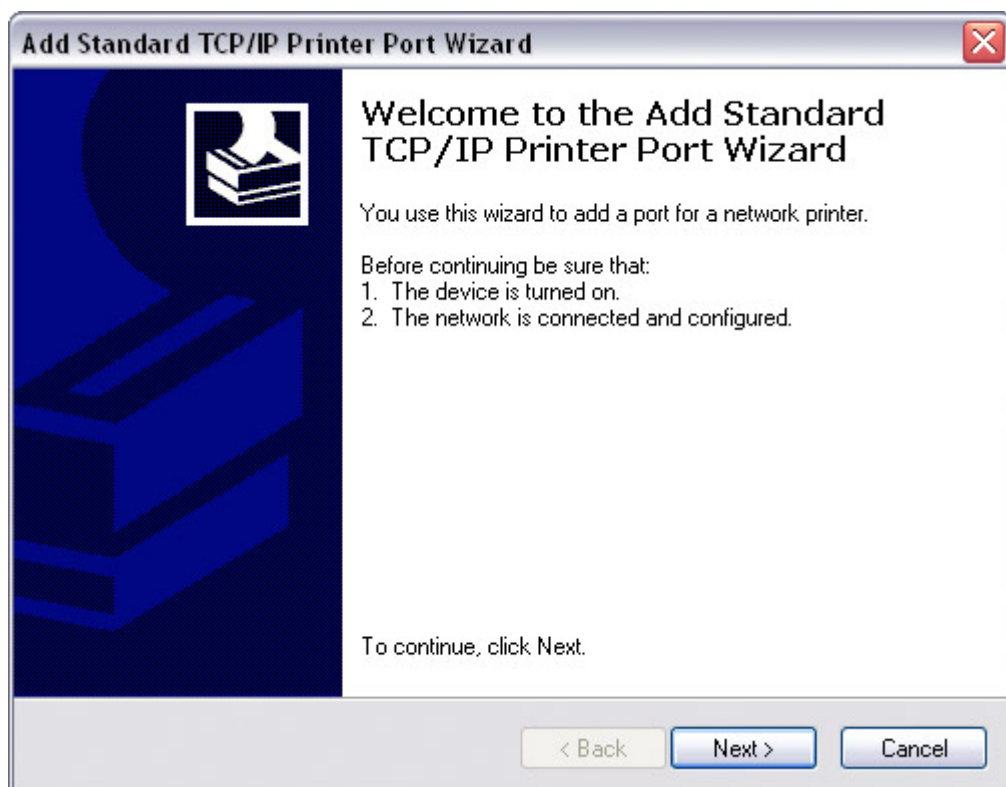 Add Standard TCP/IP Printer Port Wizard
Welcome to the Add Standard
TCP/IP Printer Port Wizard
You use this wizard to add a port for a network printer.
Before continuing be sure that:
1. The device is turned on.
2. The network is connected and configured.
To continue, click Next.
< Back
Next >
Cancel